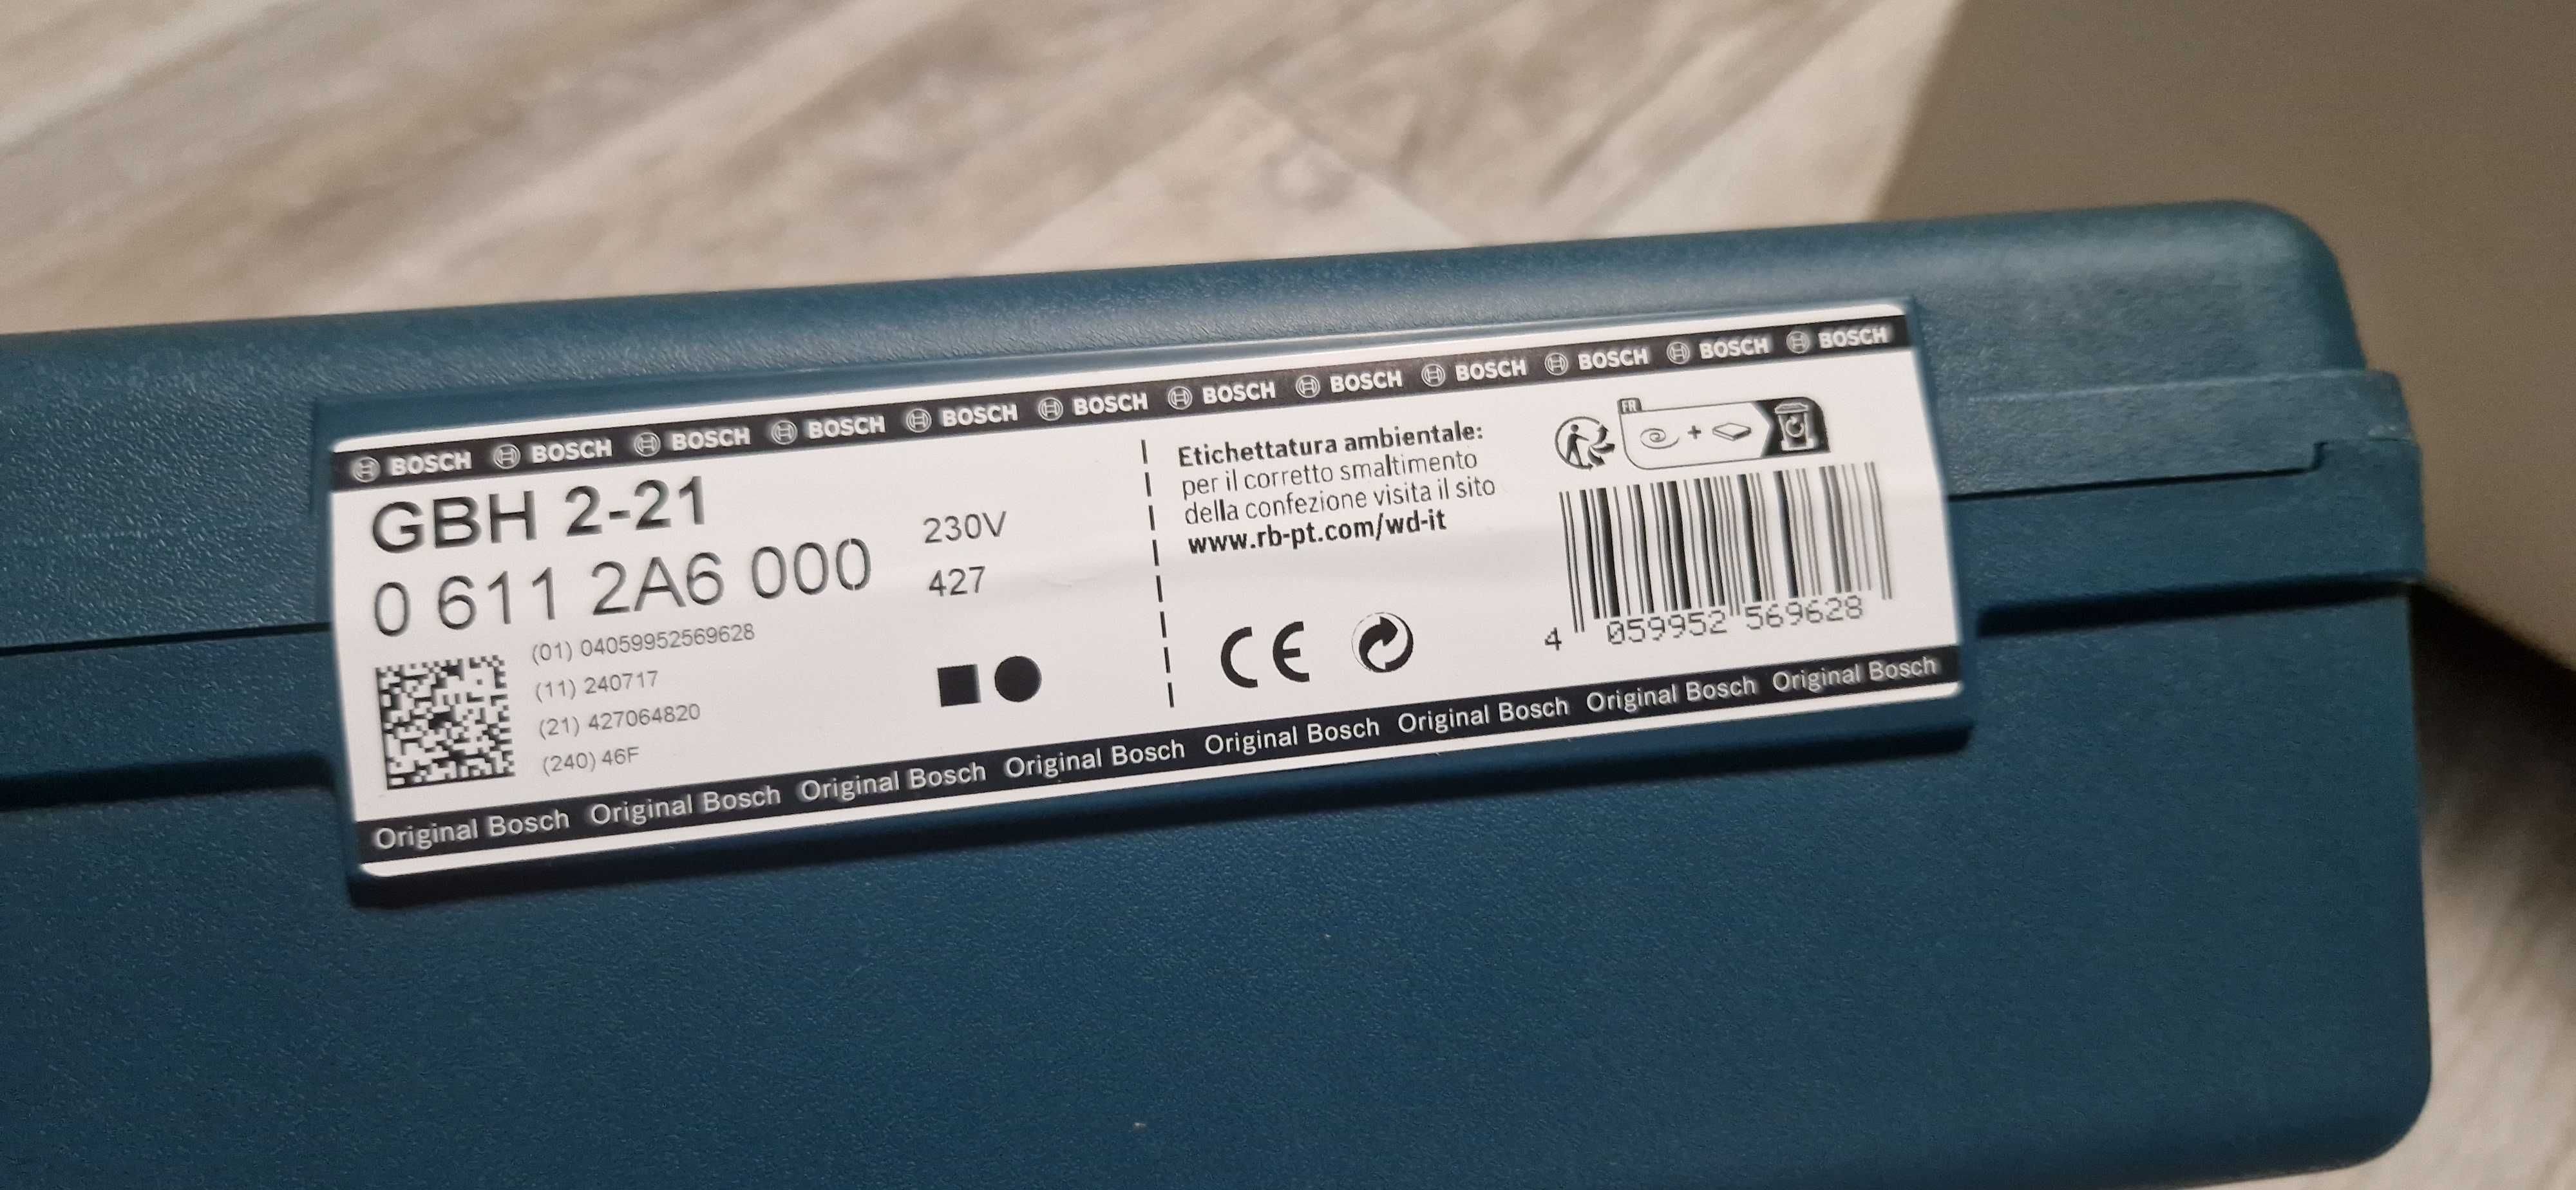 BOSCH BOSCH BOSCH BOSCH BOSCH BOSCH BOSCH BOSCH BOSCH BOSCH BOSCH BOSCH
GBH 2-21
0 611 2A6 000
230V
427
(01) 04059952569628
(11) 240717
(21) 427064820
(240) 46F
Etichettatura ambientale:
per il corretto smaltimento
della confezione visita il sito
www.rb-pt.com/wd-it
CE
FR
+
4 059952 569628
Original Bosch Original Bosch Original Bosch Original Bosch Original Bosch Original Bosch Original Bosch Original Bosch